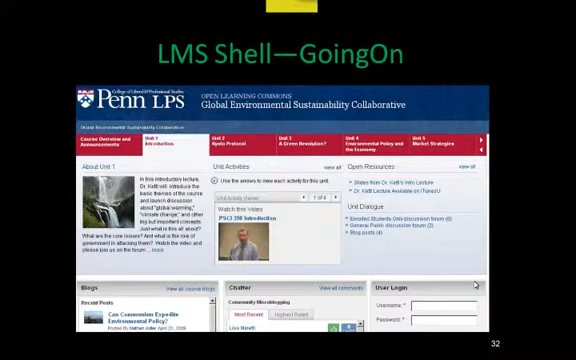 LMS Shell—GoingOn
College of Liberal & Professional Studies
Penn LPS
OPEN LEARNING COMMONS
Global Environmental Sustainability Collaborative
Global Environmental Sustainability Collaborative
Course Overview and Announcements
Unit 1
Introduction
Unit 2
Kyoto Protocol
Unit 3
A Green Revolution?
Unit 4
Environmental Policy and the Economy
Unit 5
Market Strategies
About Unit 1
In this introductory lecture,
Dr. Kattl will introduce the
basic themes of the course
and launch discussion
about "global warming,"
"climate change," and other
big but important concepts.
Just what is this all about?
What are the core issues? And what is the role of
government in attacking them? Watch the video and
please join us on the forum ... more
Unit Activities
view all
Use the arrows to view each activity for this unit.
Unit Activity Viewer
1 of 4
Watch this Video
PSCI 398 Introduction
Open Resources
view all
Slides from Dr. Kattl's Intro Lecture
Dr. Kattl Lecture Available on iTunesU
Unit Dialogue
Enrolled Students Only discussion forum (0)
General Public discussion forum (2)
Blog posts (4)
Blogs
View all course blogs
Recent Posts
Can Communism Expedite
Environmental Policy?
Posted By Nathan Adler April 23, 2009
Chatter
View all comments
Community Microblogging
Most Recent
Highest Rated
Lisa Minetti
User Login
Username: *
Password: *
32